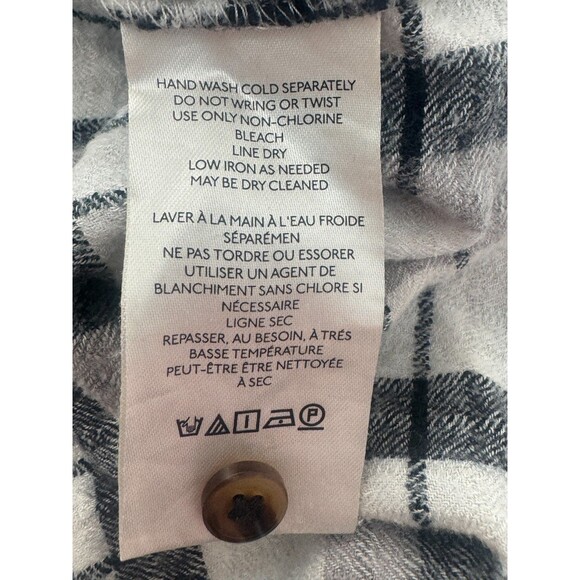 HAND WASH COLD SEPARATELY
DO NOT WRING OR TWIST
USE ONLY NON-CHLORINE
BLEACH
LINE DRY
LOW IRON AS NEEDED
MAY BE DRY CLEANED
LAVER À LA MAIN À L'EAU FROIDE
SÉPARÉMEN
NE PAS TORDRE OU ESSORER
UTILISER UN AGENT DE
BLANCHIMENT SANS CHLORE SI
NÉCESSAIRE
LIGNE SEC
REPASSER, AU BESOIN, À TRÉS
BASSE TEMPÉRATURE
PEUT-ÊTRE ÊTRE NETTOYÉE
À SEC
P